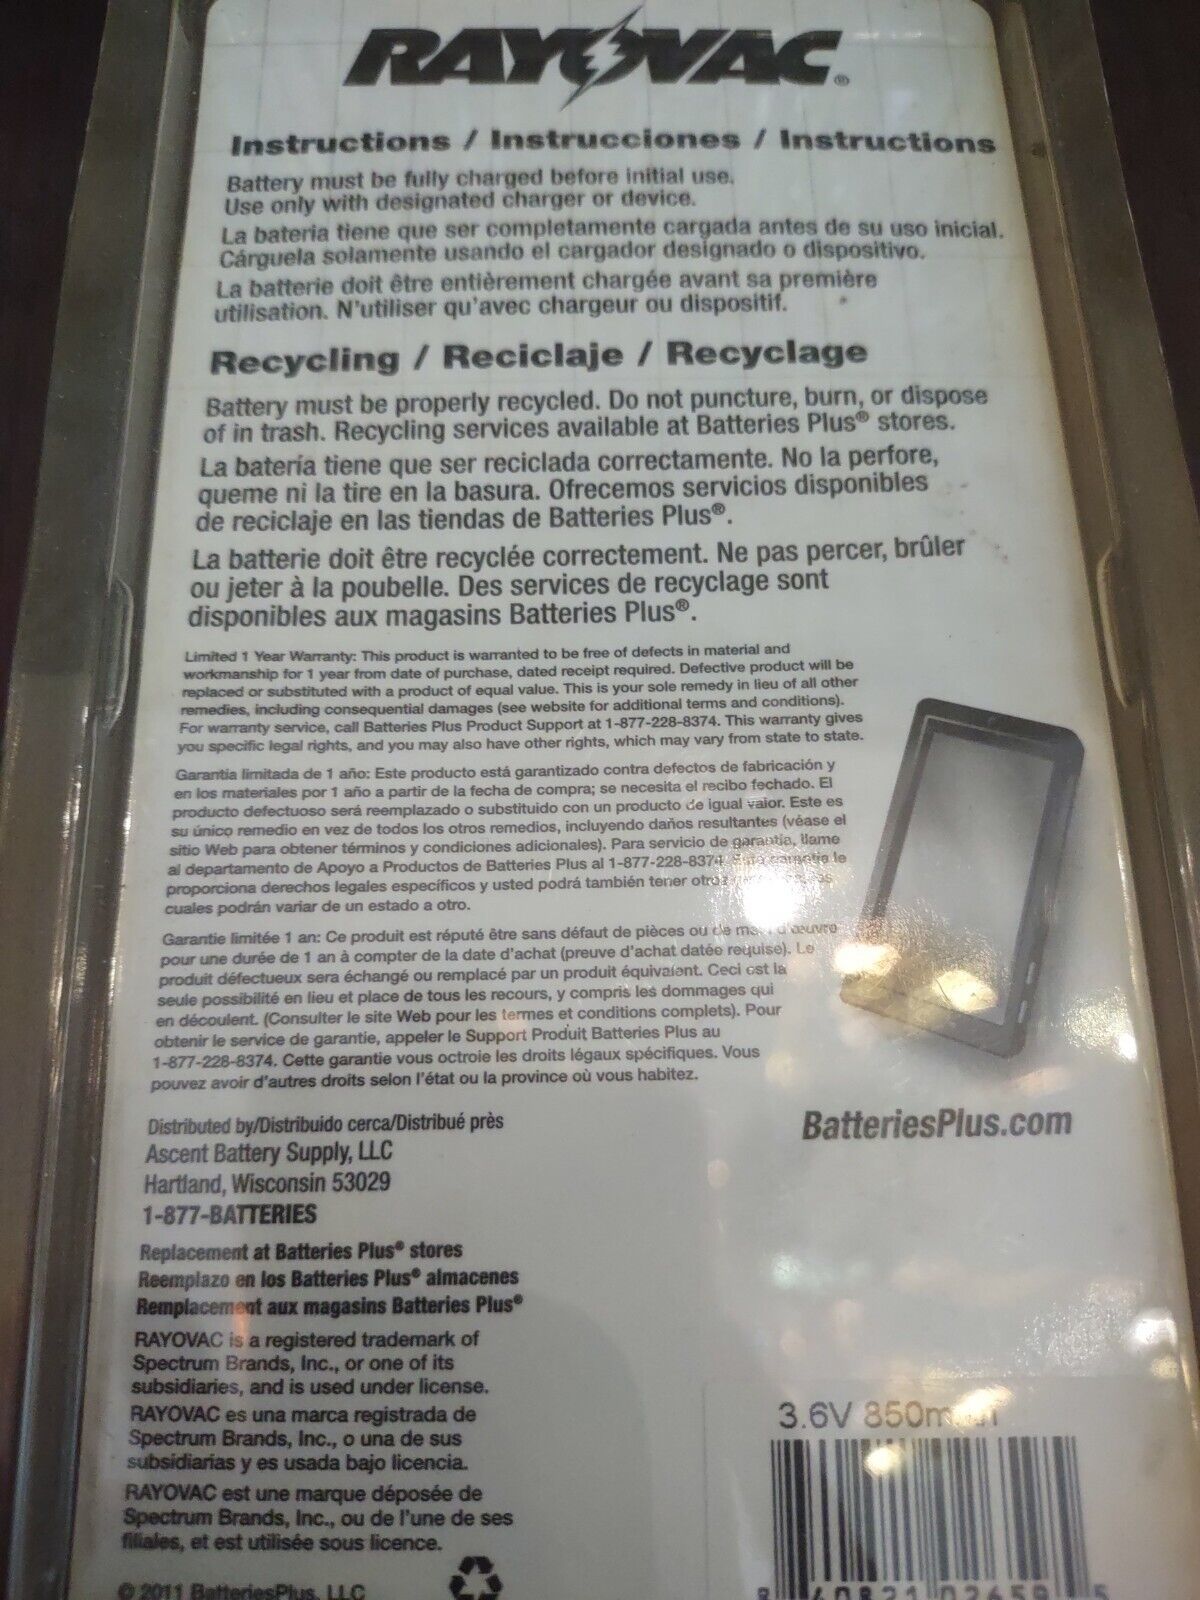 RAYOVAC®
Instructions / Instrucciones / Instructions
Battery must be fully charged before initial use.
Use only with designated charger or device.
La bateria tiene que ser completamente cargada antes de su uso inicial.
Cárguela solamente usando el cargador designado o dispositivo.
La batterie doit être entièrement chargée avant sa première
utilisation. N'utiliser qu'avec chargeur ou dispositif.
Recycling / Reciclaje / Recyclage
Battery must be properly recycled. Do not puncture, burn, or dispose
of in trash. Recycling services available at Batteries Plus® stores.
La batería tiene que ser reciclada correctamente. No la perfore,
queme ni la tire en la basura. Ofrecemos servicios disponibles
de reciclaje en las tiendas de Batteries Plus®.
La batterie doit être recyclée correctement. Ne pas percer, brûler
ou jeter à la poubelle. Des services de recyclage sont
disponibles aux magasins Batteries Plus®.
Limited 1 Year Warranty: This product is warranted to be free of defects in material and
workmanship for 1 year from date of purchase, dated receipt required. Defective product will be
replaced or substituted with a product of equal value. This is your sole remedy in lieu of all other
remedies, including consequential damages (see website for additional terms and conditions).
For warranty service, call Batteries Plus Product Support at 1-877-228-8374. This warranty gives
you specific legal rights, and you may also have other rights, which may vary from state to state.
Garantia limitada de 1 año: Este producto está garantizado contra defectos de fabricación y
en los materiales por 1 año a partir de la fecha de compra; se necesita el recibo fechado. El
producto defectuoso será reemplazado o substituido con un producto de igual valor. Este es
su único remedio en vez de todos los otros remedios, incluyendo daños resultantes (véase el
sitio Web para obtener términos y condiciones adicionales). Para servicio de garantia, llame
al departamento de Apoyo a Productos de Batteries Plus al 1-877-228-8374. Esta garantia le
proporciona derechos legales específicos y usted podrá también tener
cuales podrán variar de un estado a otro.
Garantie limitée 1 an: Ce produit est réputé être sans défaut de pièces ou de d'œuvre
pour une durée de 1 an à compter de la date d'achat (preuve d'achat datée requise). Le
produit défectueux sera échangé ou remplacé par un produit équivalent. Ceci est la
seule possibilité en lieu et place de tous les recours, y compris les dommages qui
en découlent. (Consulter le site Web pour les termes et conditions complets). Pour
obtenir le service de garantie, appeler le Support Produit Batteries Plus au
1-877-228-8374. Cette garantie vous octroie les droits légaux spécifiques. Vous
pouvez avoir d'autres droits selon l'état ou la province où vous habitez.
BatteriesPlus.com
Distributed by/Distribuido cerca/Distribué près
Ascent Battery Supply, LLC
Hartland, Wisconsin 53029
1-877-BATTERIES
Replacement at Batteries Plus® stores
Reemplazo en los Batteries Plus® almacenes
Remplacement aux magasins Batteries Plus®
RAYOVAC is a registered trademark of
Spectrum Brands, Inc., or one of its
subsidiaries, and is used under license.
RAYOVAC es una marca registrada de
Spectrum Brands, Inc., o una de sus
subsidiarias y es usada bajo licencia.
RAYOVAC est une marque déposée de
Spectrum Brands, Inc., ou de l'une de ses
filiales, et est utilisée sous licence.
© 2011 BatteriesPlus, LLC
3.6V
8 40821 02659 5